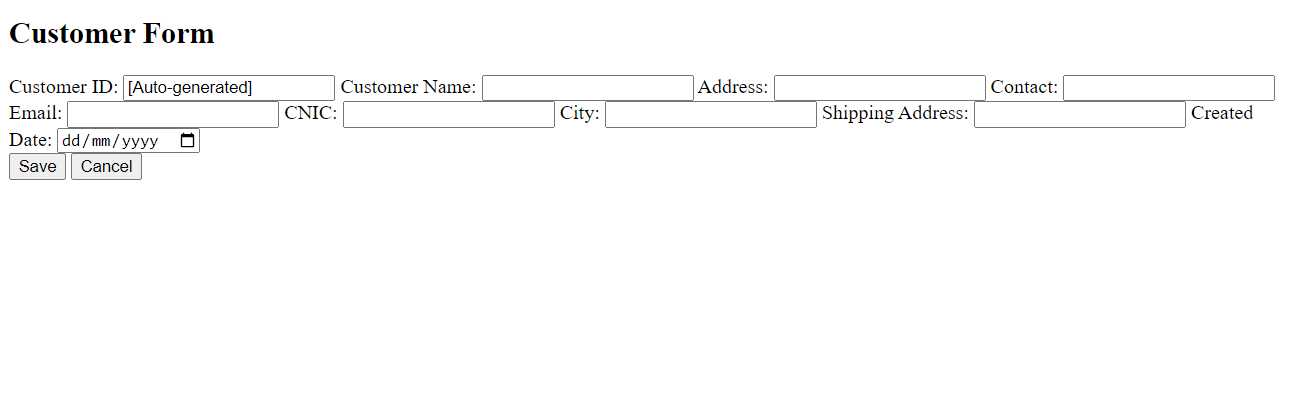 Customer Form
Customer ID: [Auto-generated] Customer Name: Address: Contact:
Email: CNIC: City: Shipping Address: Created
Date: dd/mm/yyyy
Save Cancel